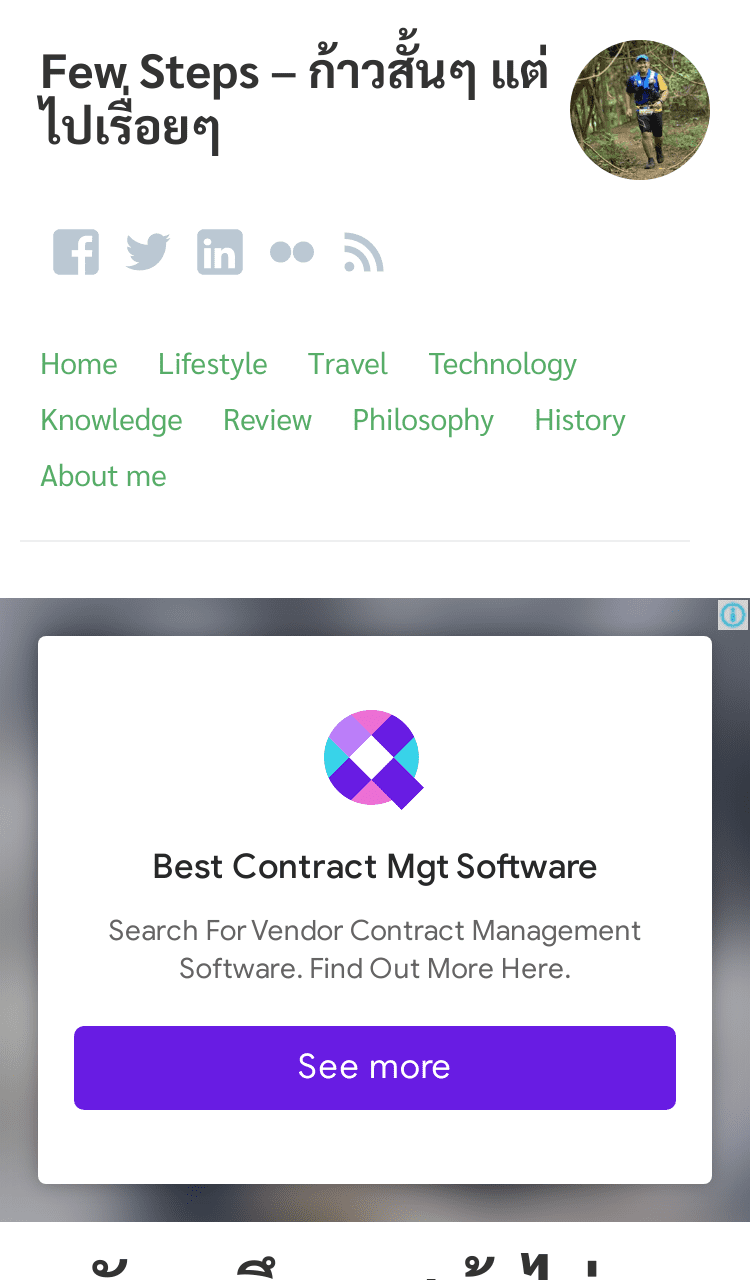 Few Steps – ก้าวสั้นๆ แต่
ไปเรื่อยๆ
Home Lifestyle Travel Technology
Knowledge Review Philosophy History
About me
Best Contract Mgt Software
Search For Vendor Contract Management
Software. Find Out More Here.
See more